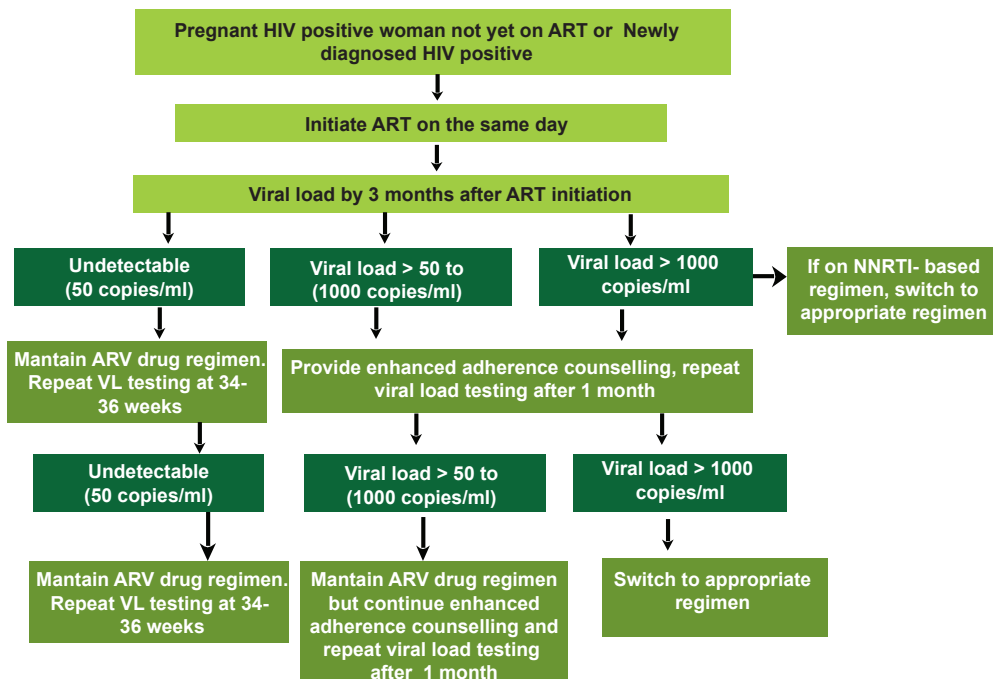 Pregnant HIV positive woman not yet on ART or Newly
diagnosed HIV positive
Initiate ART on the same day
Viral load by 3 months after ART initiation
Undetectable
(50 copies/ml)
Viral load > 50 to
(1000 copies/ml)
Viral load > 1000
copies/ml
If on NNRTI- based
regimen, switch to
appropriate regimen
Mantain ARV drug regimen.
Repeat VL testing at 34-
36 weeks
Provide enhanced adherence counselling, repeat
viral load testing after 1 month
Undetectable
(50 copies/ml)
Viral load > 50 to
(1000 copies/ml)
Viral load > 1000
copies/ml
Mantain ARV drug regimen.
Repeat VL testing at 34-
36 weeks
Mantain ARV drug regimen
but continue enhanced
adherence counselling and
repeat viral load testing
after 1 month
Switch to appropriate
regimen